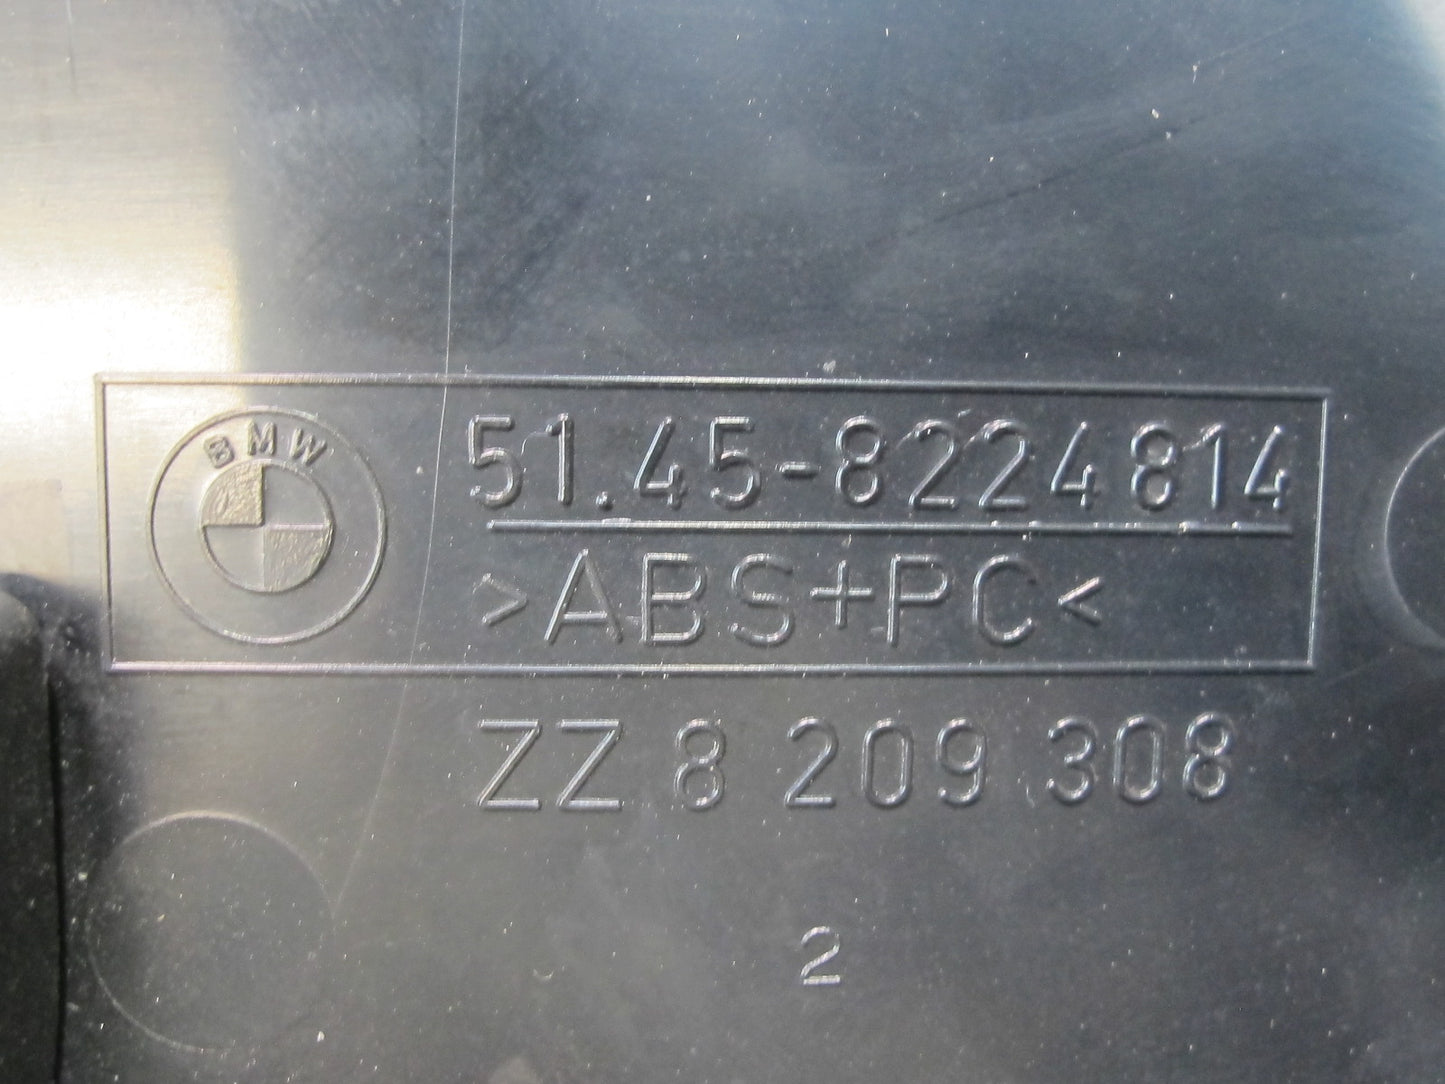 BMW
51.45-8224814
>ABS+PC<
ZZ 8 209 308
2